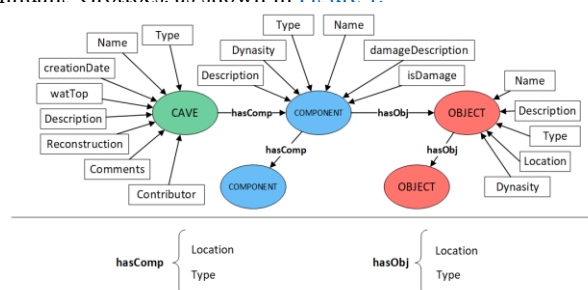 Type
Name
Type
Name
Dynasity
damageDescription
creationDate
Description
isDamage
Name
watTop
CAVE
hasComp
COMPONENT
hasObj
OBJECT
Description
Description
Type
Reconstruction
hasComp
hasObj
Location
Comments
COMPONENT
OBJECT
Dynasity
Contributor
Location
hasComp
Type
Location
hasObj
Type